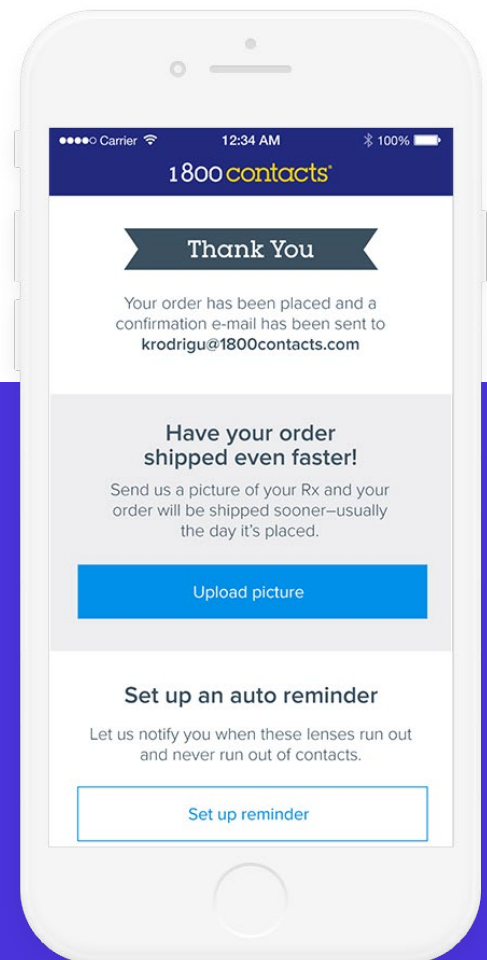 Carrier 12:34 AM 100%
1800 contacts
Thank You
Your order has been placed and a
confirmation e-mail has been sent to
krodrigu@1800contacts.com
Have your order
shipped even faster!
Send us a picture of your Rx and your
order will be shipped sooner–usually
the day it's placed.
Upload picture
Set up an auto reminder
Let us notify you when these lenses run out
and never run out of contacts.
Set up reminder